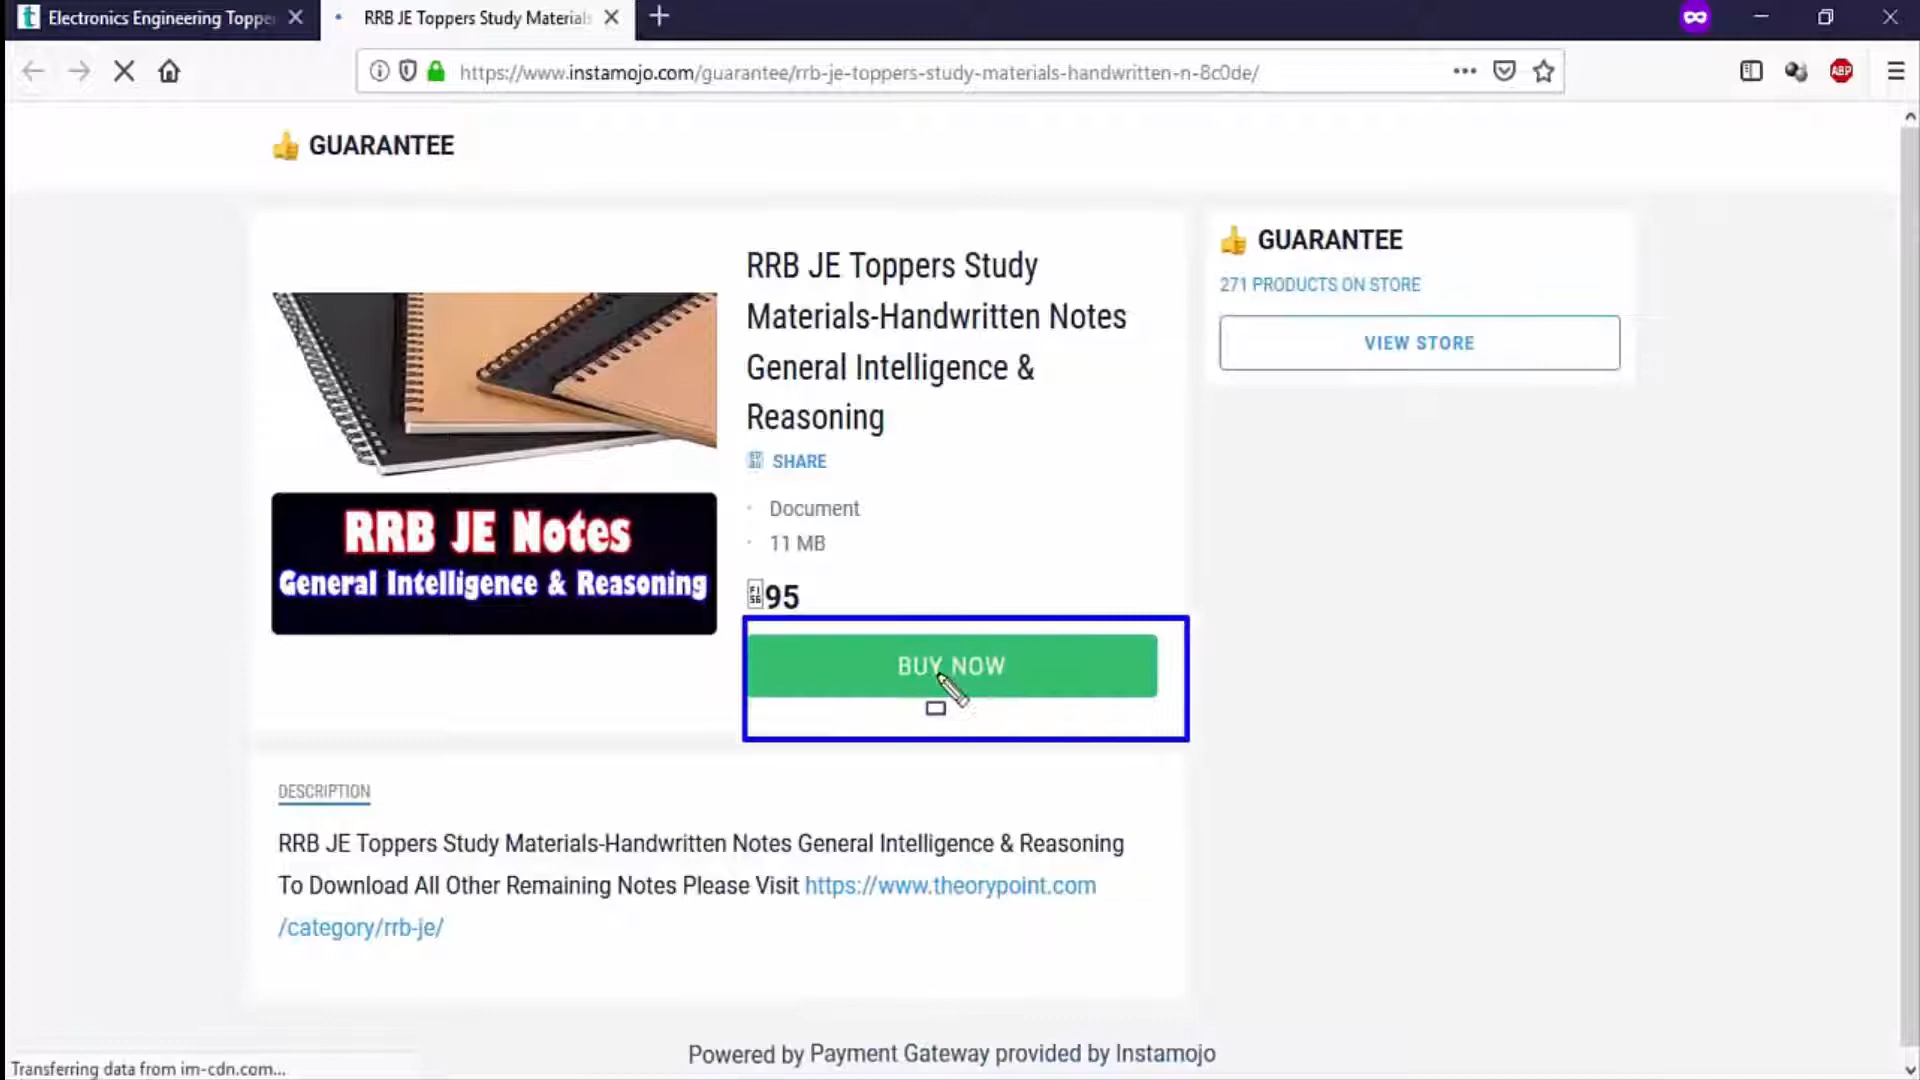 Electronics Engineering Toppe
RRB JE Toppers Study Materials
https://www.instamojo.com/guarantee/rrb-je-toppers-study-materials-handwritten-n-8c0de/
ABP
👍 GUARANTEE
RRB JE Toppers Study
Materials-Handwritten Notes
General Intelligence &
Reasoning
SHARE
Document
11 MB
95
BUY NOW
RRB JE Notes
General Intelligence & Reasoning
👍 GUARANTEE
271 PRODUCTS ON STORE
VIEW STORE
DESCRIPTION
RRB JE Toppers Study Materials-Handwritten Notes General Intelligence & Reasoning
To Download All Other Remaining Notes Please Visit https://www.theorypoint.com
/category/rrb-je/
Powered by Payment Gateway provided by Instamojo
Transferring data from im-cdn.com...